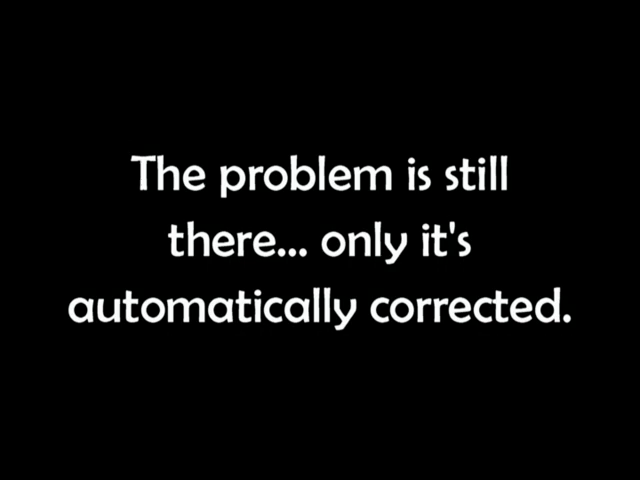 The problem is still
there... only it's
automatically corrected.